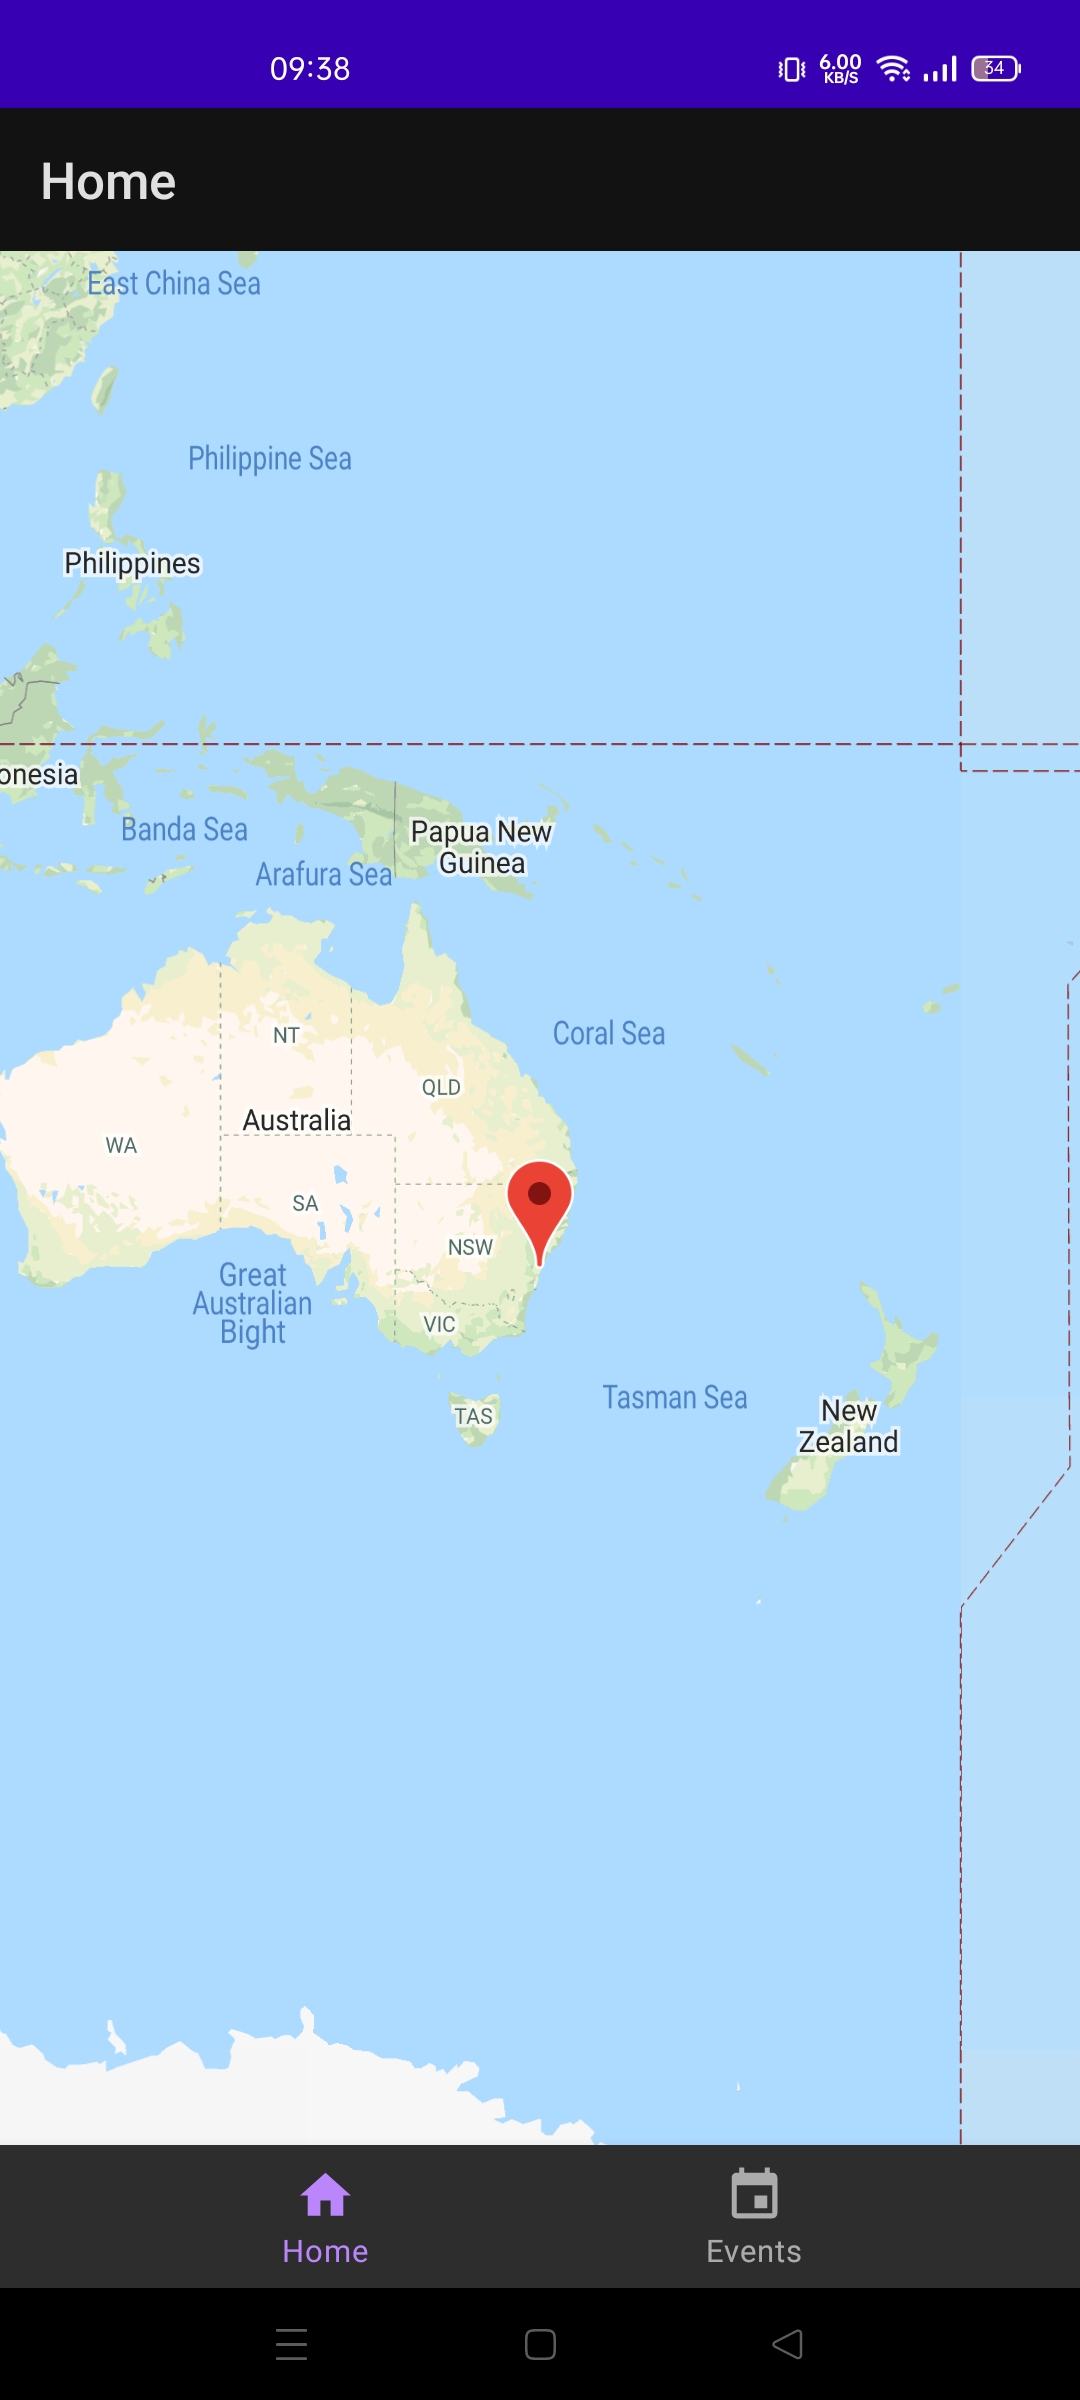 09:38
6.00
KB/S
34
Home
East China Sea
Philippine Sea
Philippines
onesia
Banda Sea
Papua New
Guinea
Arafura Sea
NT
Coral Sea
QLD
Australia
WA
SA
NSW
Great
Australian
Bight
VIC
Tasman Sea
TAS
New
Zealand
Home
Events